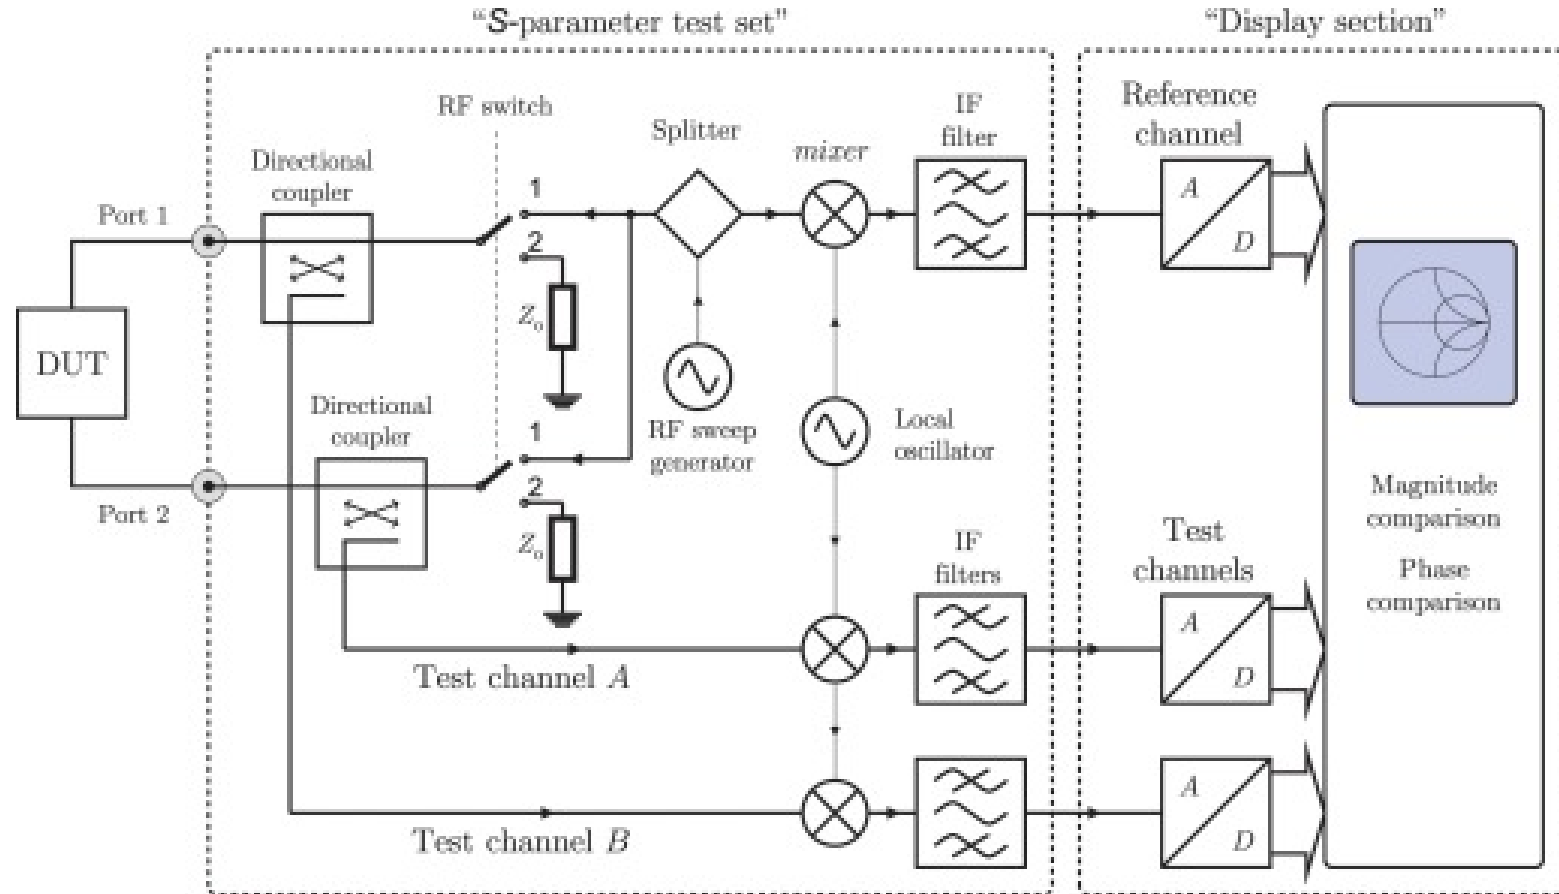 “S-parameter test set”
“Display section”
RF switch
Splitter
mixer
IF
filter
Reference
channel
Directional
coupler
Port 1
1
2
Z₀
A
D
DUT
Directional
coupler
1
2
RF sweep
generator
Local
oscillator
Port 2
Z₀
IF
filters
Test
channels
Magnitude
comparison
Phase
comparison
A
D
Test channel A
A
D
Test channel B